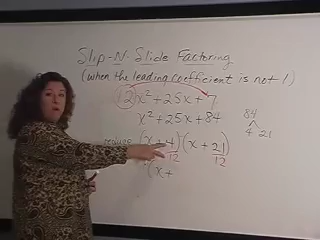 Slip-N-Slide Factoring
(when the leading coefficient is not 1)
12x² + 25x + 7
x² + 25x + 84
84
4 21
reduce (x + 4/12)(x + 21/12)
(x +